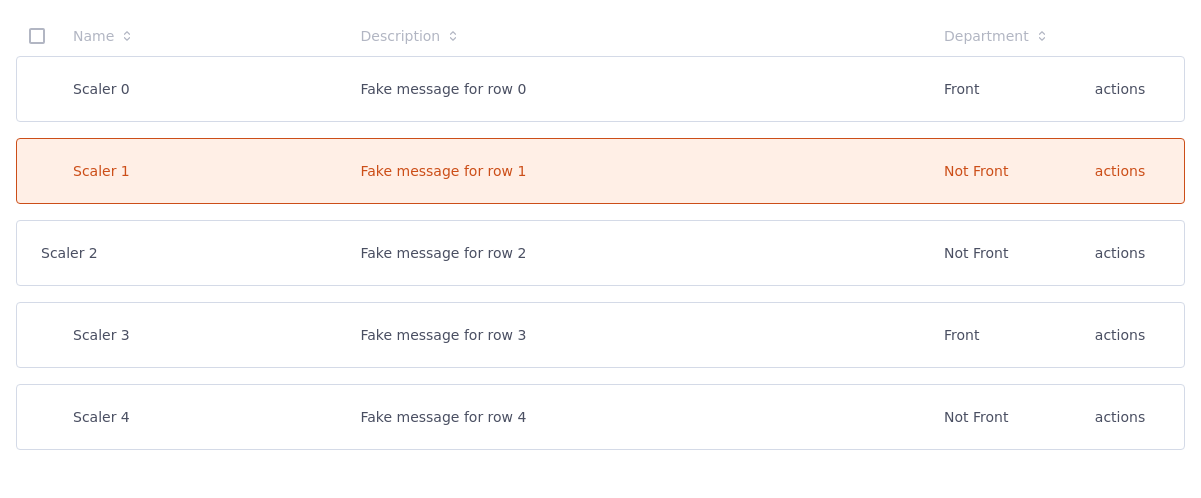 Name Description Department
Scaler 0 Fake message for row 0 Front actions
Scaler 1 Fake message for row 1 Not Front actions
Scaler 2 Fake message for row 2 Not Front actions
Scaler 3 Fake message for row 3 Front actions
Scaler 4 Fake message for row 4 Not Front actions